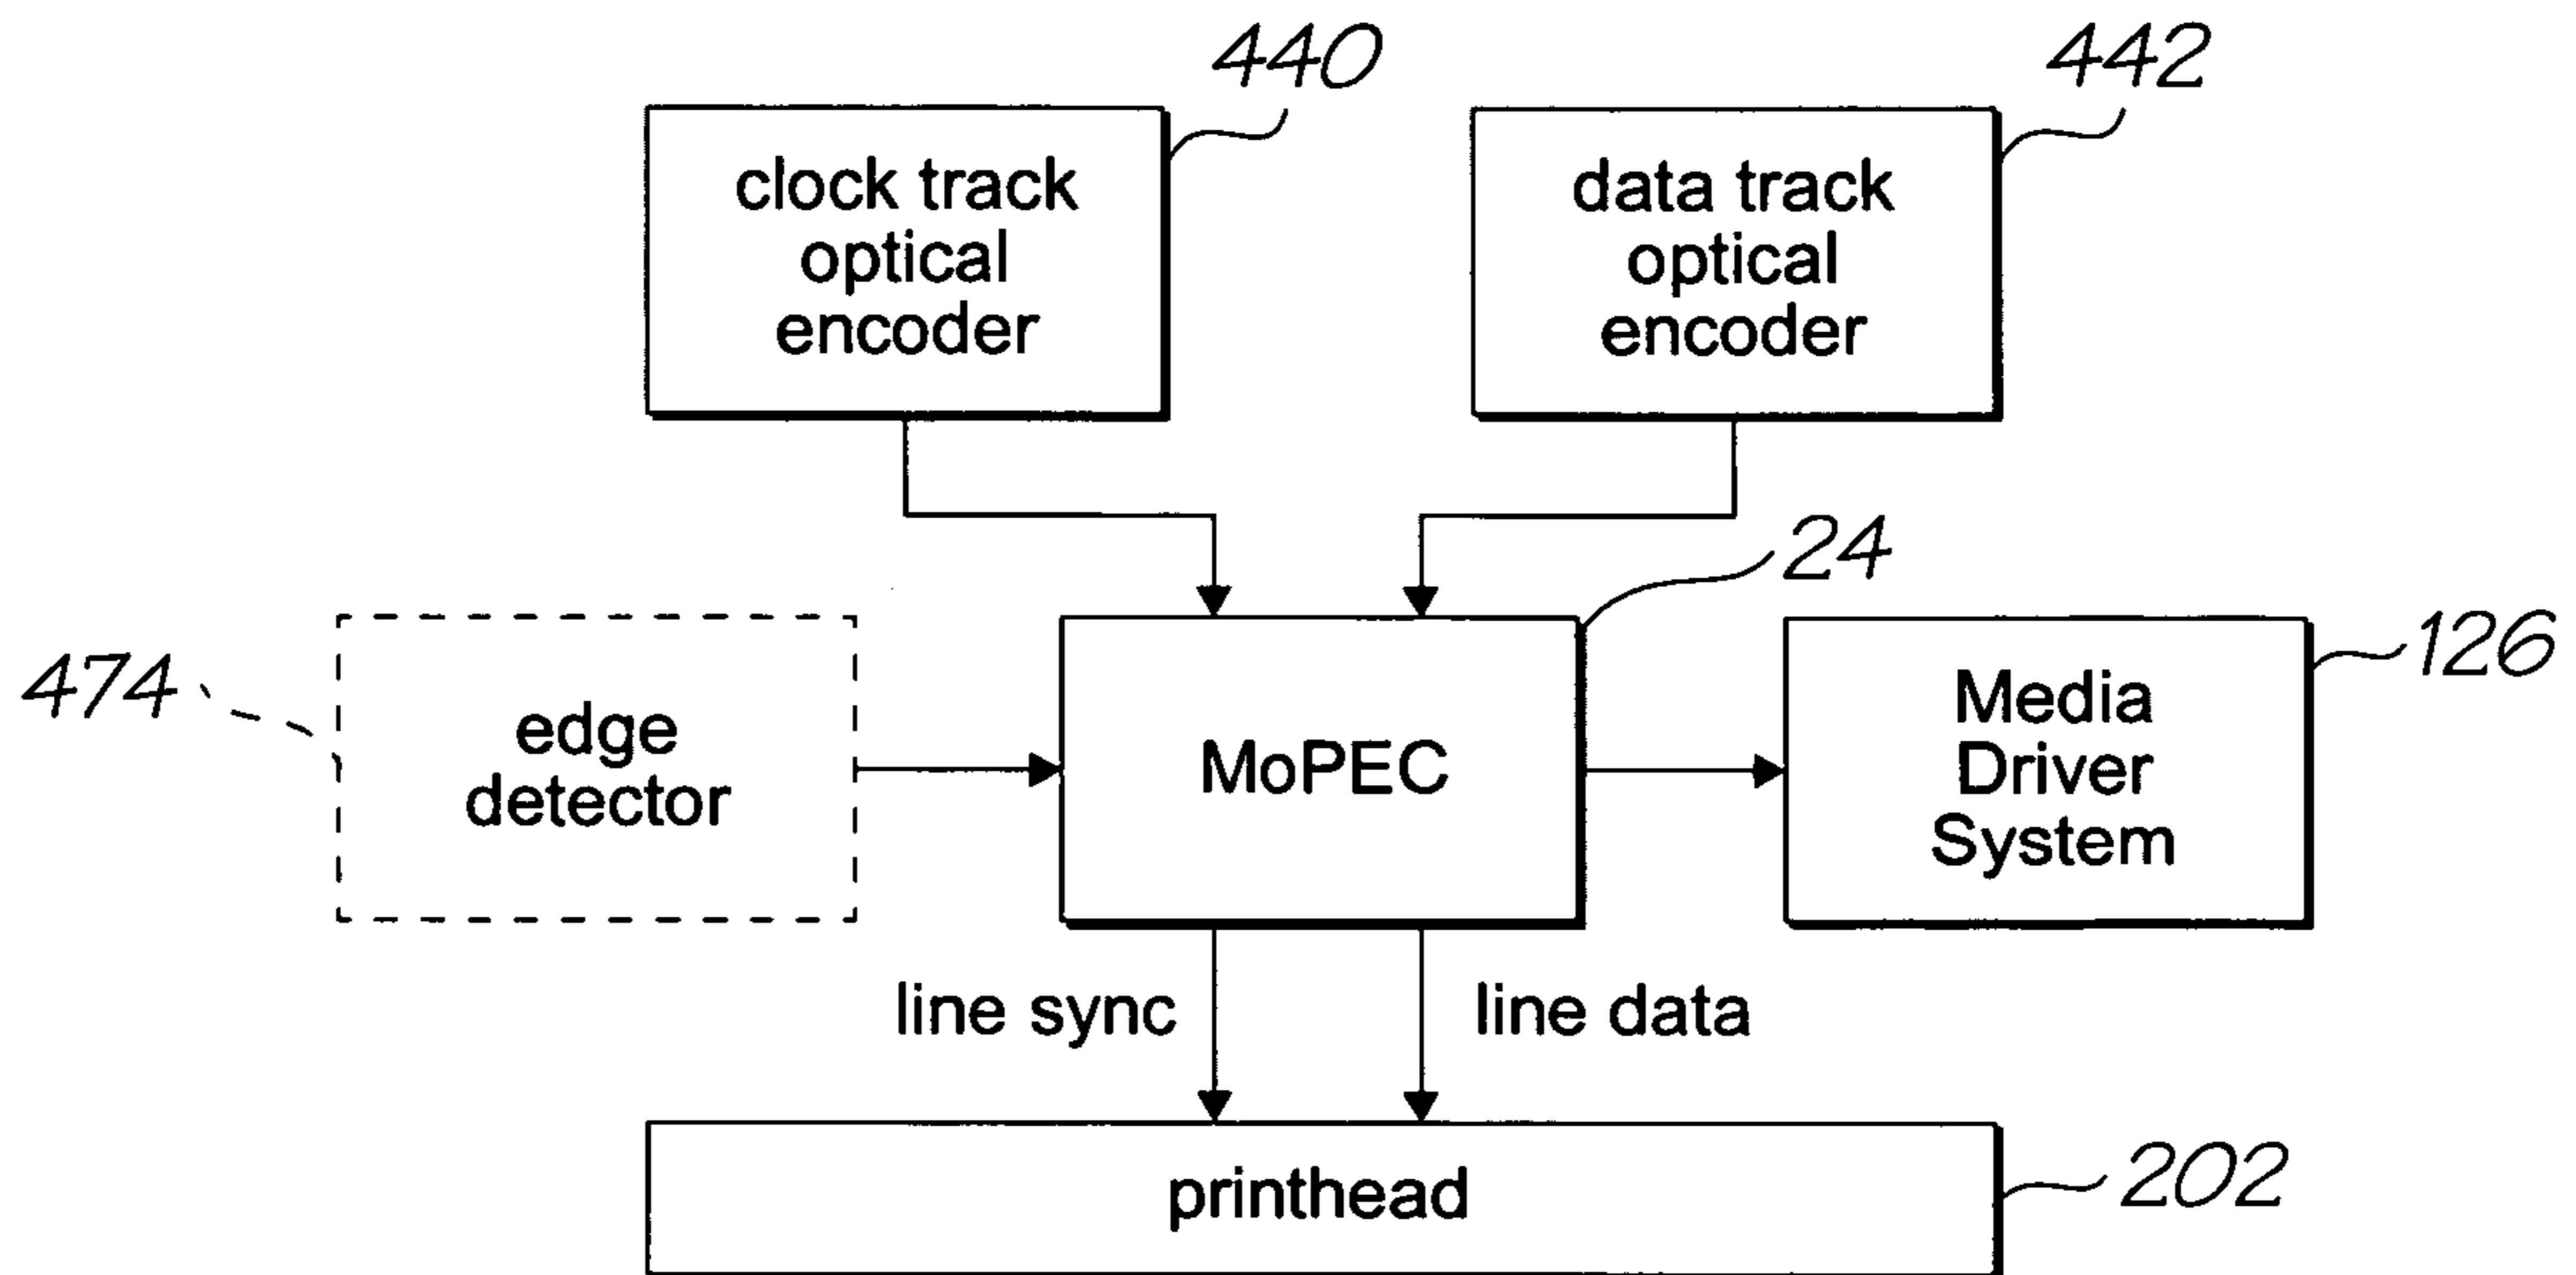 440
442
clock track
optical
encoder
data track
optical
encoder
24
126
474
edge
detector
MoPEC
Media
Driver
System
line sync
line data
printhead
202